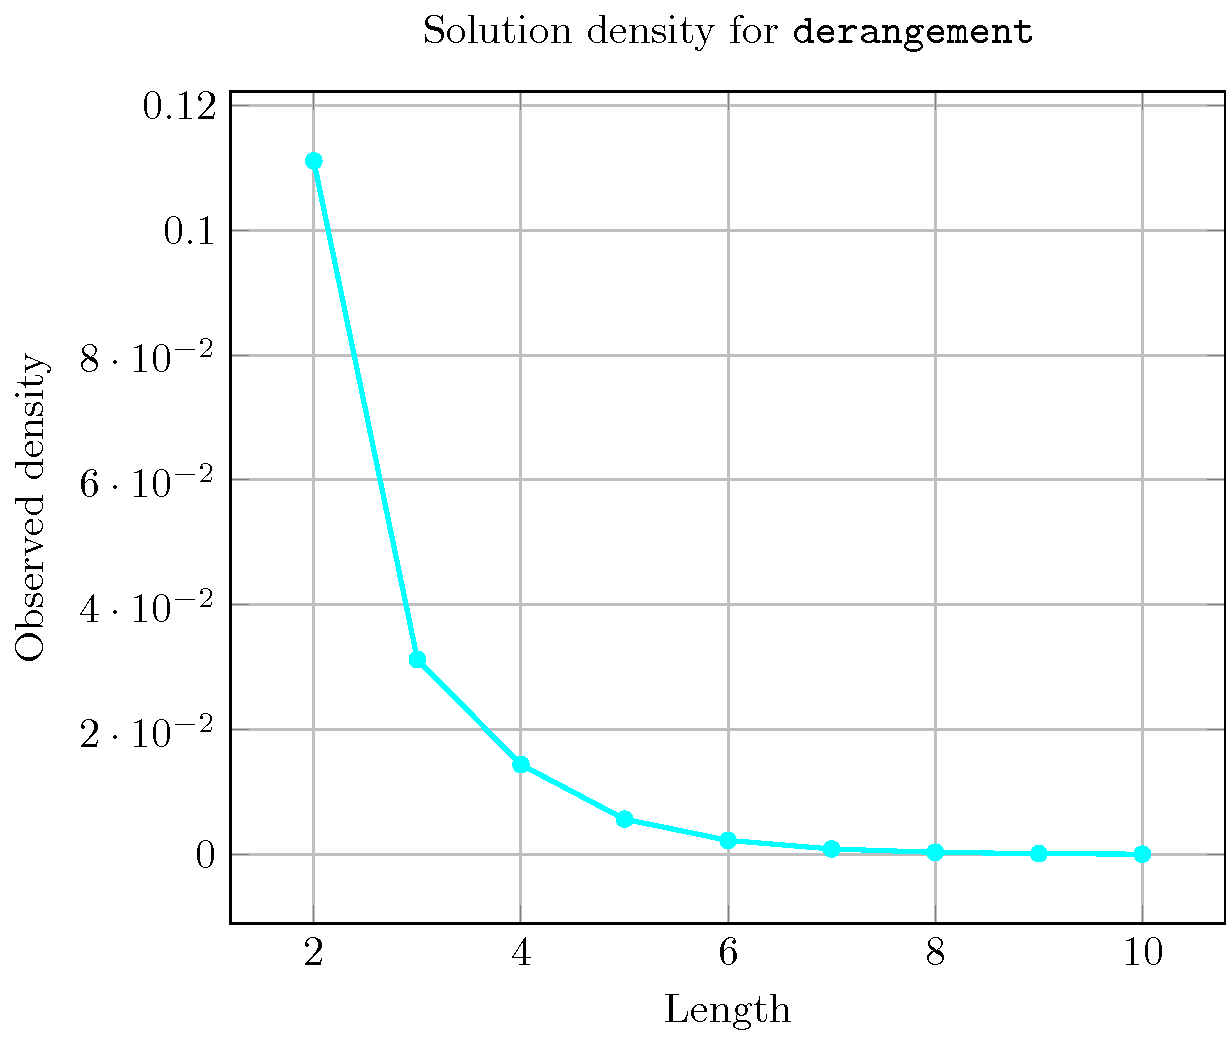 Solution density for derangement
0.12
0.1
8 · 10⁻²
6 · 10⁻²
4 · 10⁻²
2 · 10⁻²
0
Observed density
2 4 6 8 10
Length